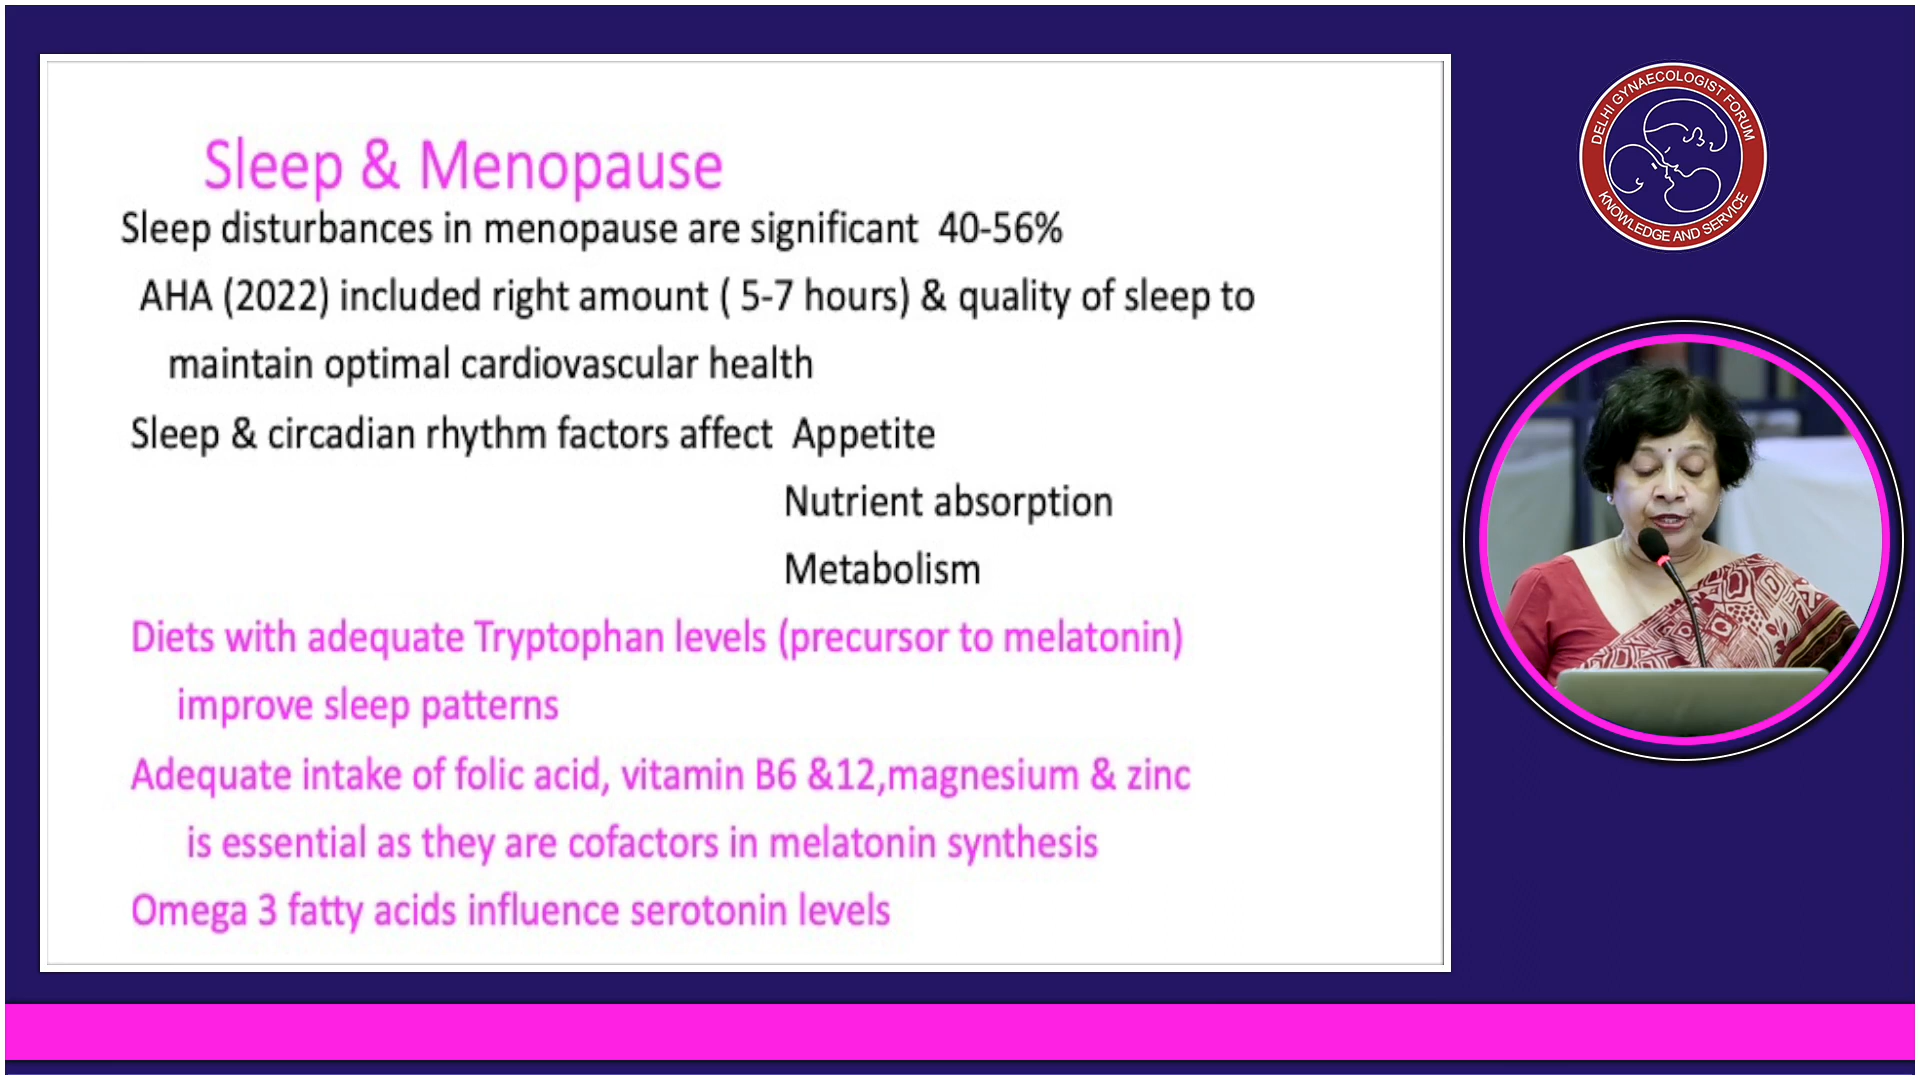 Sleep & Menopause
Sleep disturbances in menopause are significant 40-56%
AHA (2022) included right amount ( 5-7 hours) & quality of sleep to
maintain optimal cardiovascular health
Sleep & circadian rhythm factors affect Appetite
Nutrient absorption
Metabolism
Diets with adequate Tryptophan levels (precursor to melatonin)
improve sleep patterns
Adequate intake of folic acid, vitamin B6 &12,magnesium & zinc
is essential as they are cofactors in melatonin synthesis
Omega 3 fatty acids influence serotonin levels
DELHI GYNAECOLOGIST FORUM
KNOWLEDGE AND SERVICE